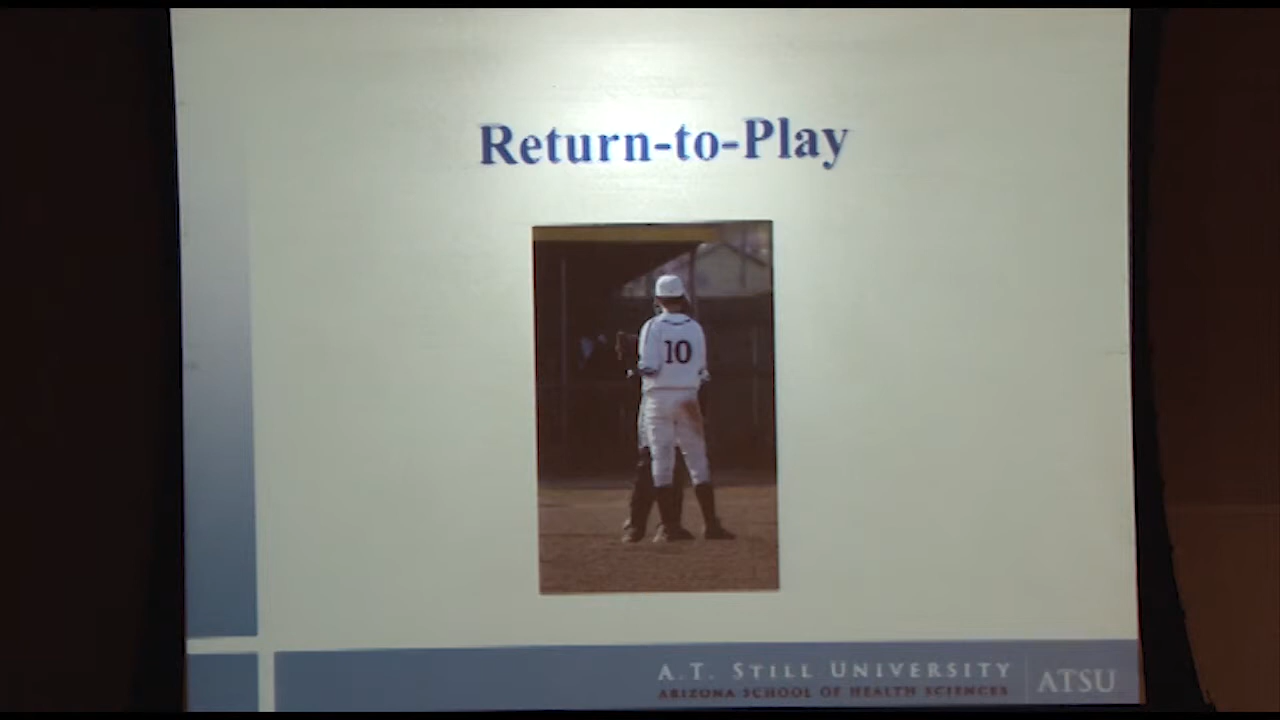 Return-to-Play
10
A.T. STILL UNIVERSITY
ARIZONA SCHOOL OF HEALTH SCIENCES
ATSU